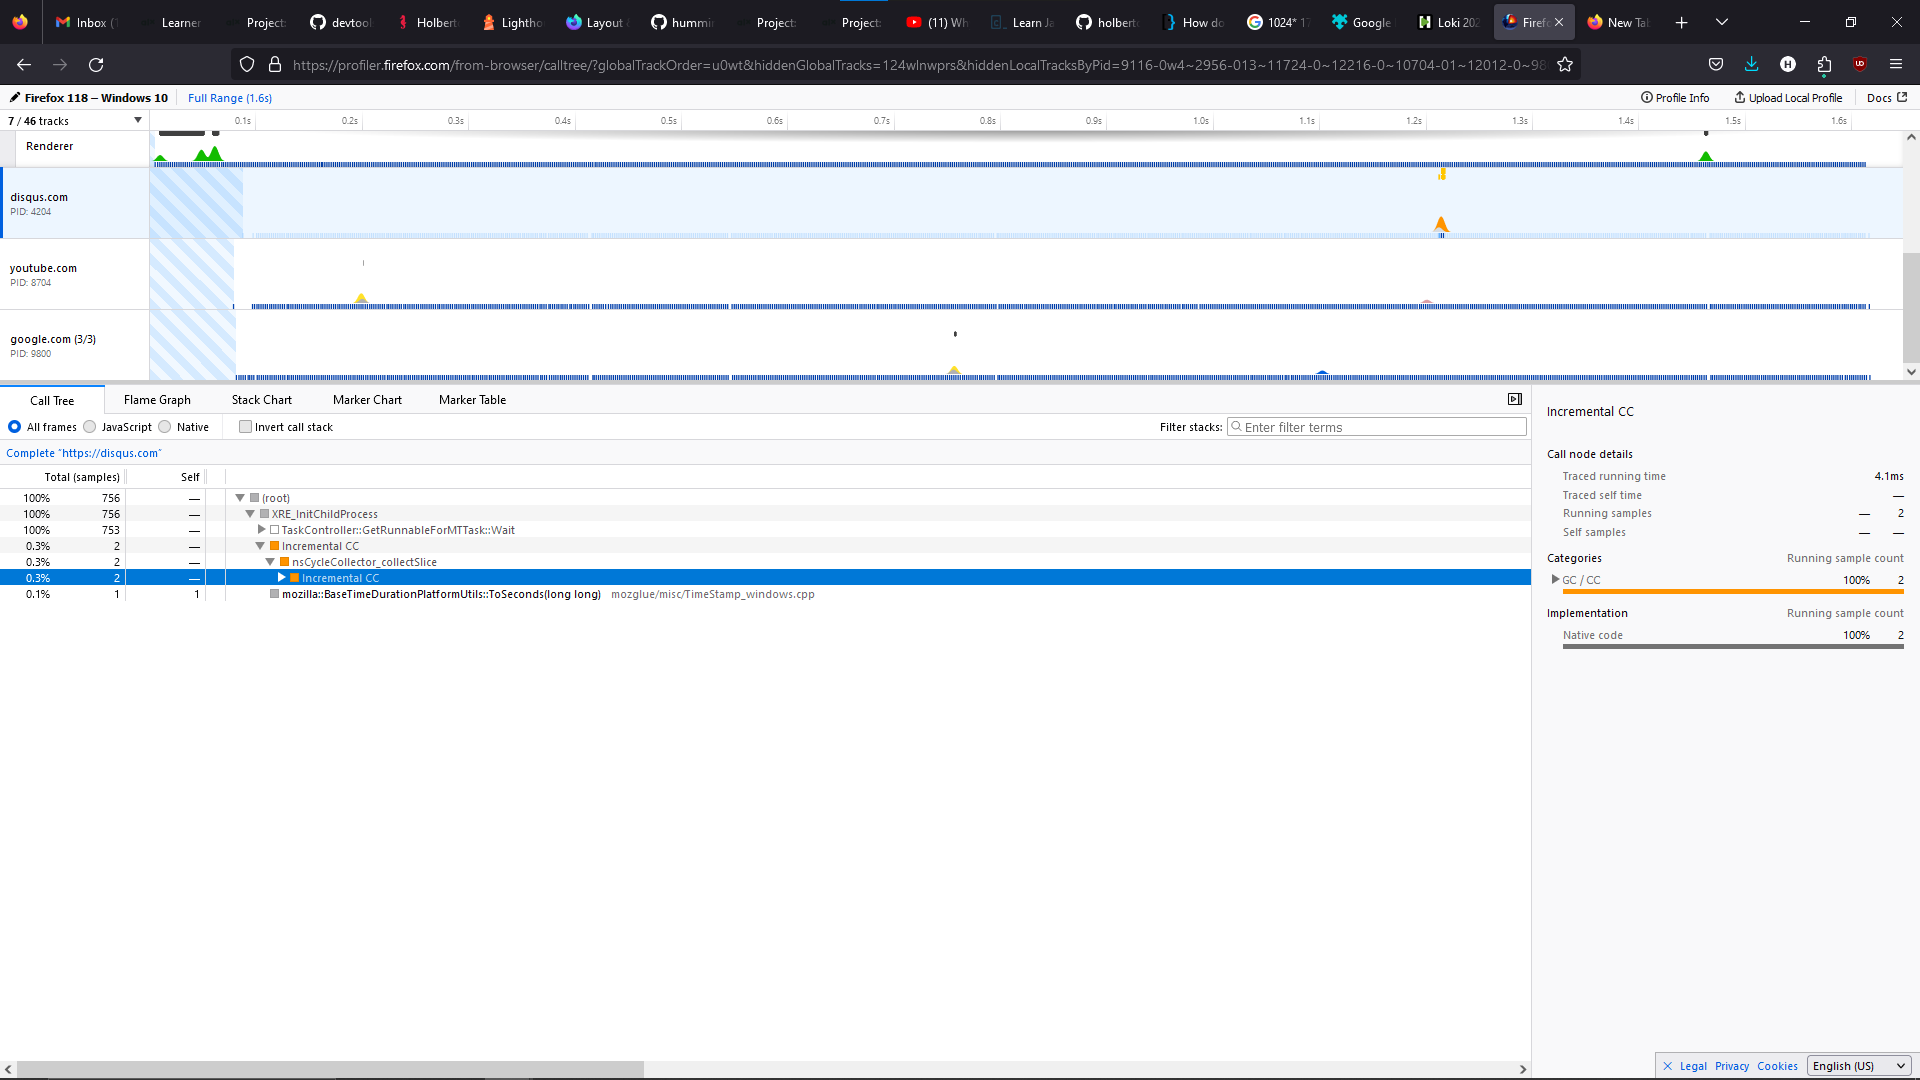 Inbox (1
Learner
Project:
devtools
Holberto
Lightho
Layout &
hummin
Project:
Project:
(11) Wh
Learn Ja
holberto
How do
1024* 17
Google
Loki 202
Firefo
New Tab
https://profiler.firefox.com/from-browser/calltree/?globalTrackOrder=u0wt&hiddenGlobalTracks=124wlnwprs&hiddenLocalTracksByPid=9116-0w4~2956-013~11724-0~12216-0~10704-01~12012-0~98
Firefox 118 – Windows 10
Full Range (1.6s)
Profile Info
Upload Local Profile
Docs
7 / 46 tracks
0.1s 0.2s 0.3s 0.4s 0.5s 0.6s 0.7s 0.8s 0.9s 1.0s 1.1s 1.2s 1.3s 1.4s 1.5s 1.6s
Renderer
disqus.com
PID: 4204
youtube.com
PID: 8704
google.com (3/3)
PID: 9800
Call Tree
Flame Graph
Stack Chart
Marker Chart
Marker Table
All frames
JavaScript
Native
Invert call stack
Filter stacks:
Enter filter terms
Complete "https://disqus.com"
Total (samples) Self
100% 756 — (root)
100% 756 — XRE_InitChildProcess
100% 753 — TaskController::GetRunnableForMTTask::Wait
0.3% 2 — Incremental CC
0.3% 2 — nsCycleCollector_collectSlice
0.3% 2 — Incremental CC
0.1% 1 1 mozilla::BaseTimeDurationPlatformUtils::ToSeconds(long long) mozglue/misc/TimeStamp_windows.cpp
Incremental CC
Call node details
Traced running time 4.1ms
Traced self time —
Running samples — 2
Self samples — —
Categories Running sample count
GC / CC 100% 2
Implementation Running sample count
Native code 100% 2
Legal
Privacy
Cookies
English (US)